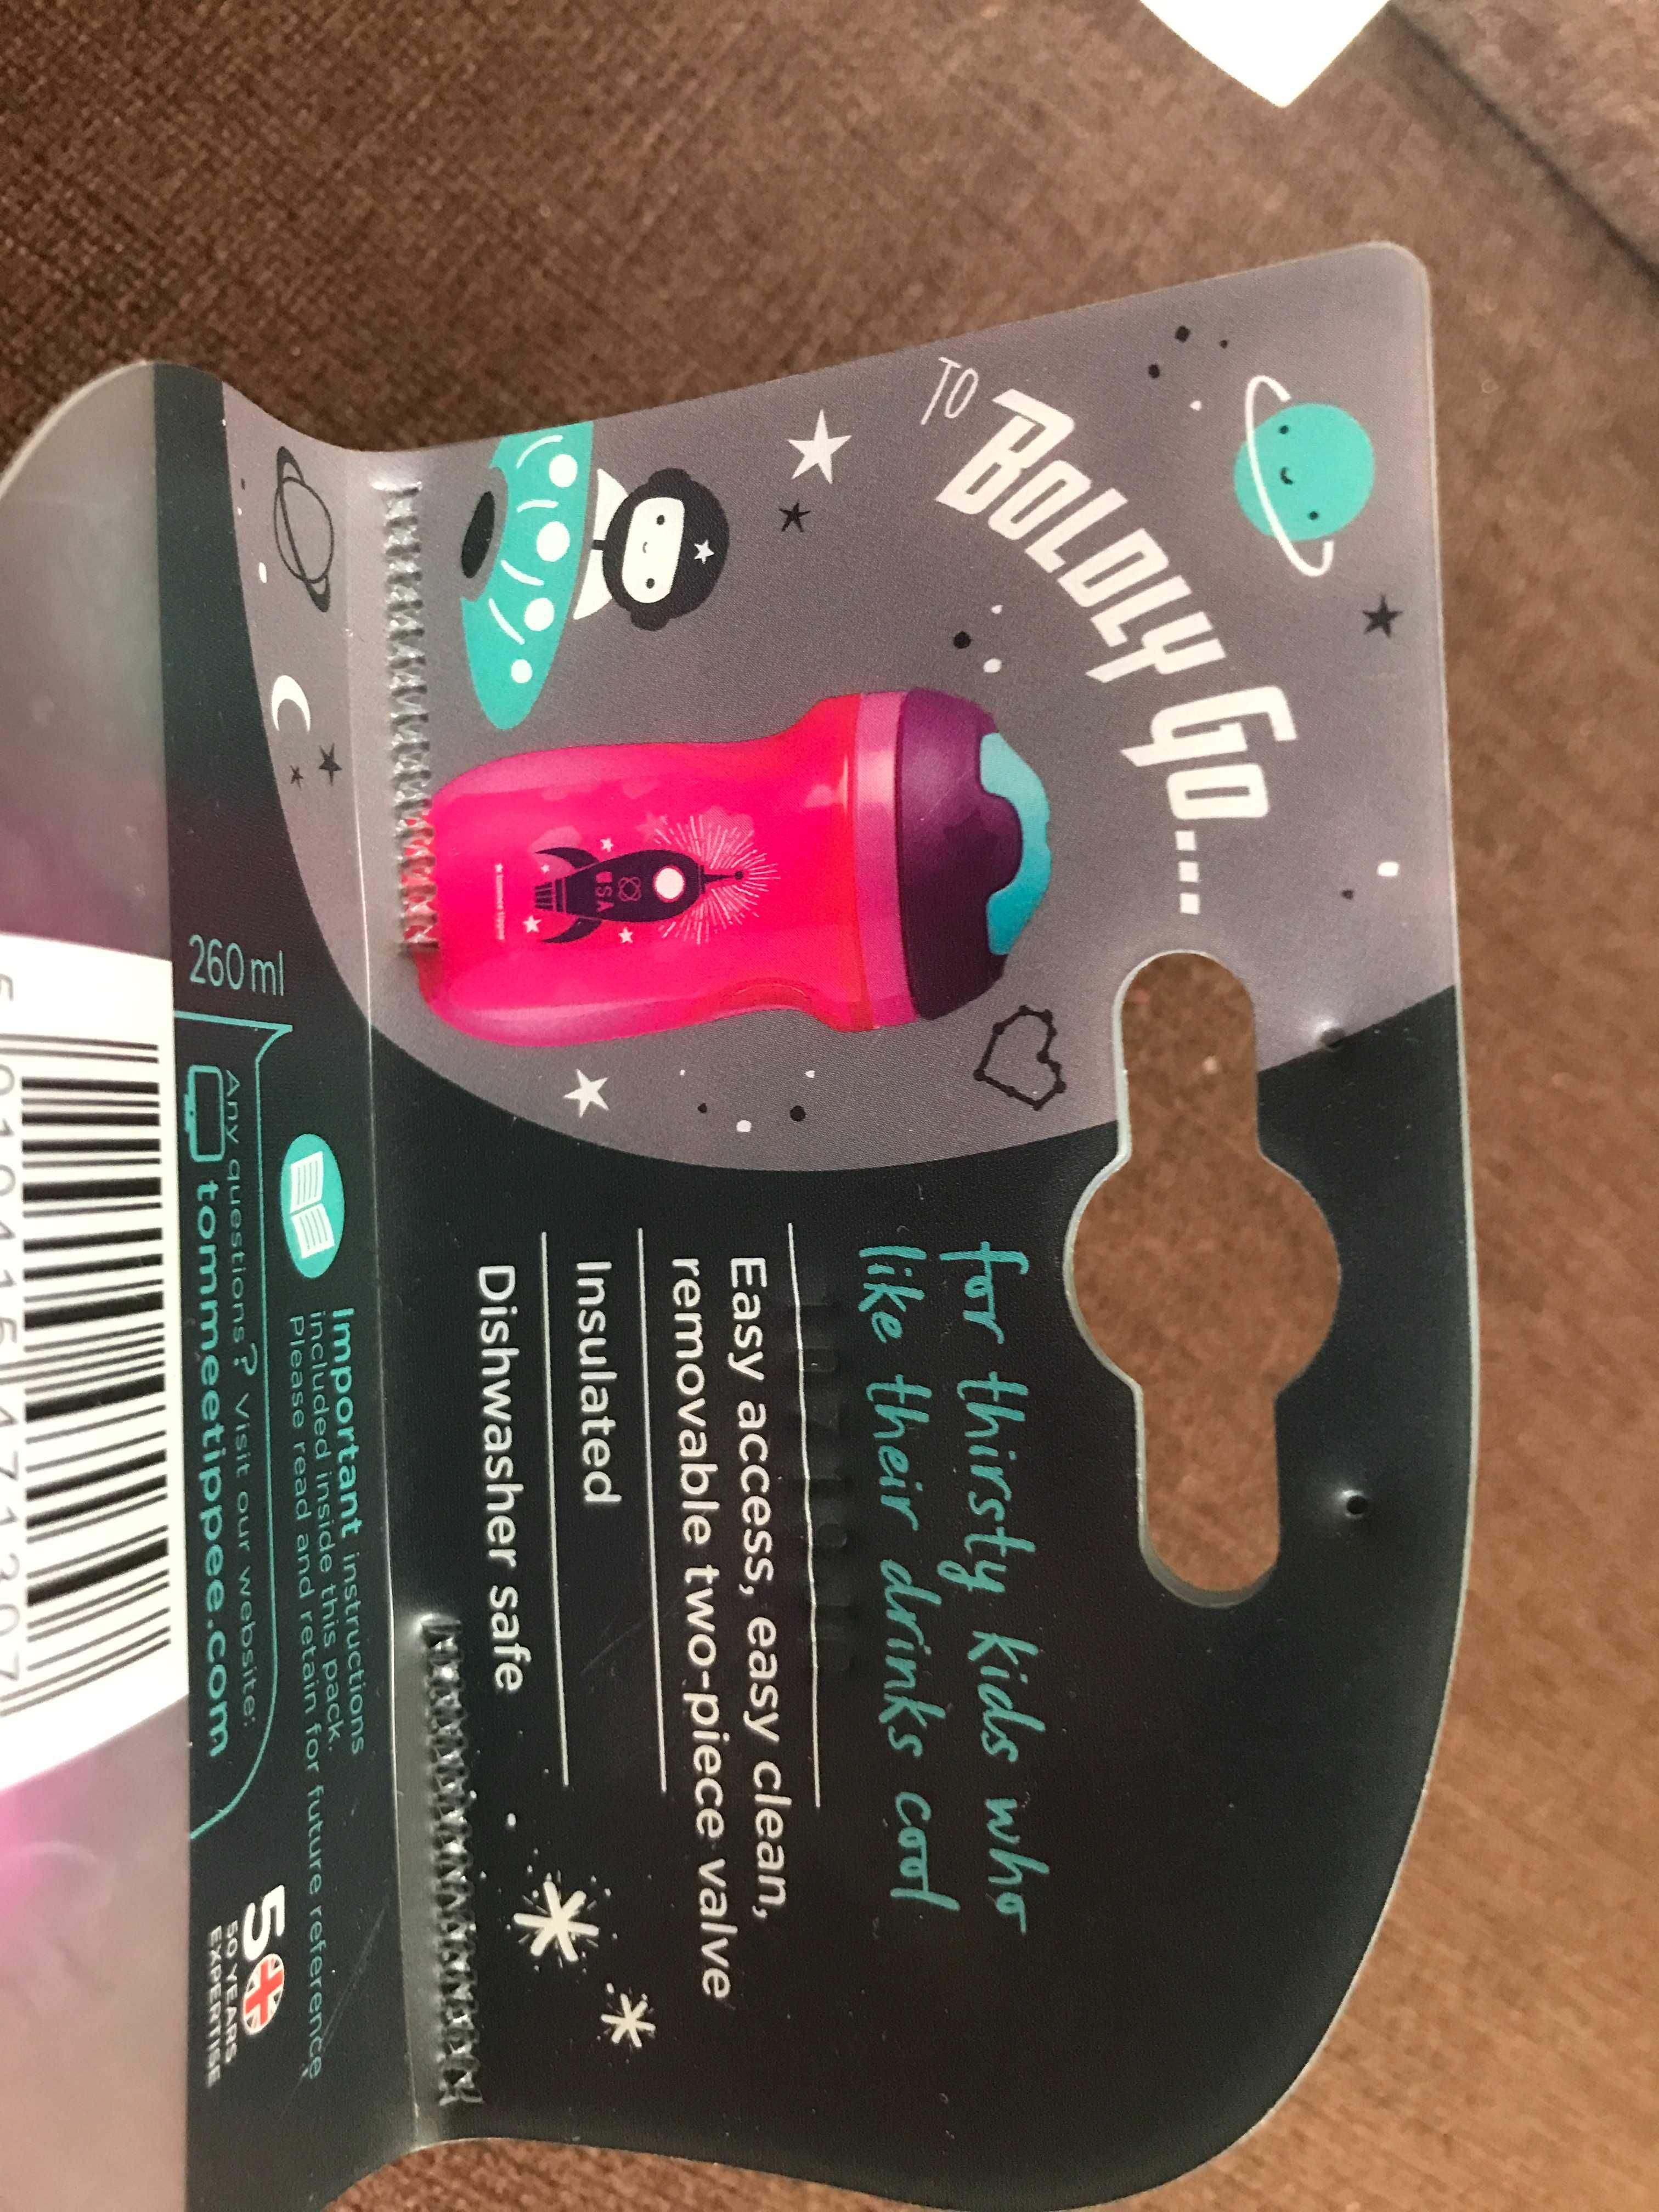 TO
BOLDLY GO...
for thirsty kids who
like their drinks cool
Easy access, easy clean,
removable two-piece valve
Insulated
Dishwasher safe
Important instructions
included inside this pack.
Please read and retain for future reference
260ml
Any questions? Visit our website:
tommeetippee.com
50
50 YEARS
EXPERTISE